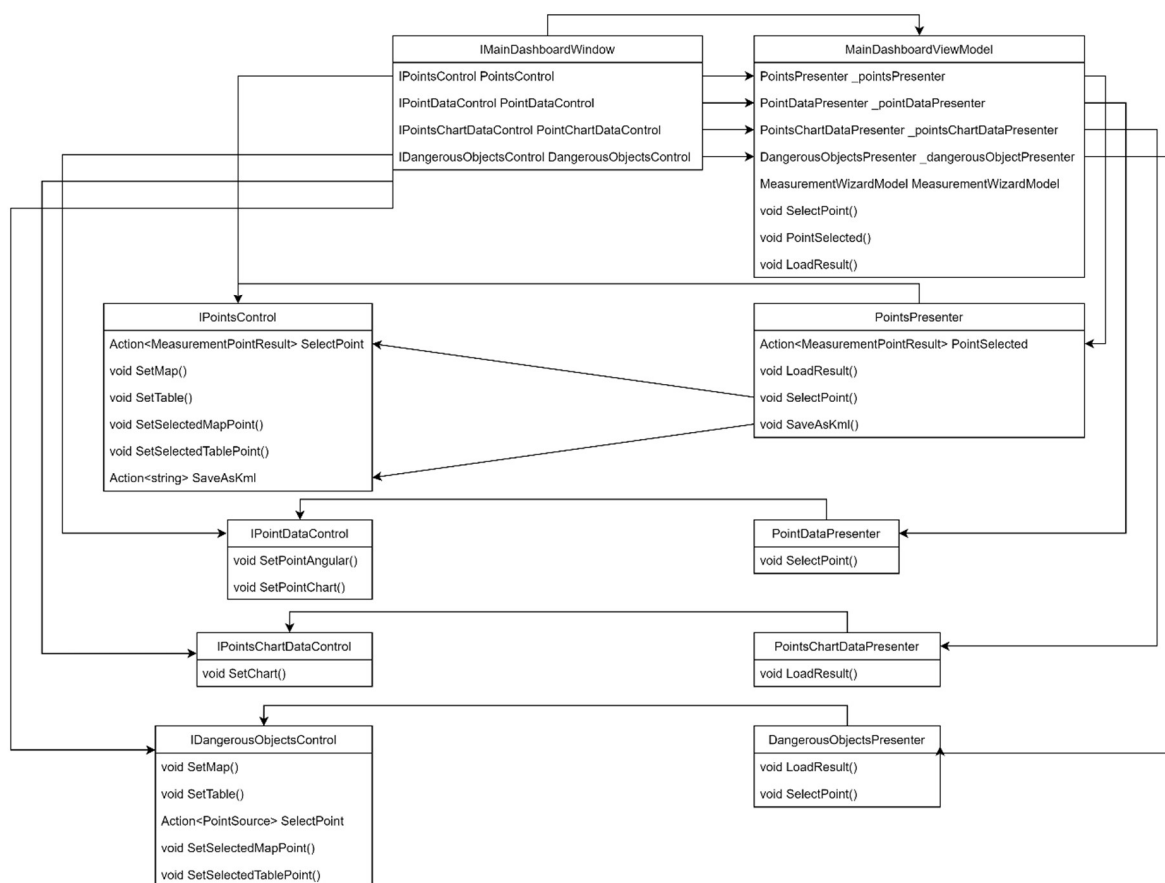 IMainDashboardWindow
IPointsControl PointsControl
IPointDataControl PointDataControl
IPointsChartDataControl PointChartDataControl
IDangerousObjectsControl DangerousObjectsControl
MainDashboardViewModel
PointsPresenter _pointsPresenter
PointDataPresenter _pointDataPresenter
PointsChartDataPresenter _pointsChartDataPresenter
DangerousObjectsPresenter _dangerousObjectPresenter
MeasurementWizardModel MeasurementWizardModel
void SelectPoint()
void PointSelected()
void LoadResult()
IPointsControl
Action<MeasurementPointResult> SelectPoint
void SetMap()
void SetTable()
void SetSelectedMapPoint()
void SetSelectedTablePoint()
Action<string> SaveAsKml
PointsPresenter
Action<MeasurementPointResult> PointSelected
void LoadResult()
void SelectPoint()
void SaveAsKml()
IPointDataControl
void SetPointAngular()
void SetPointChart()
PointDataPresenter
void SelectPoint()
IPointsChartDataControl
void SetChart()
PointsChartDataPresenter
void LoadResult()
IDangerousObjectsControl
void SetMap()
void SetTable()
Action<PointSource> SelectPoint
void SetSelectedMapPoint()
void SetSelectedTablePoint()
DangerousObjectsPresenter
void LoadResult()
void SelectPoint()